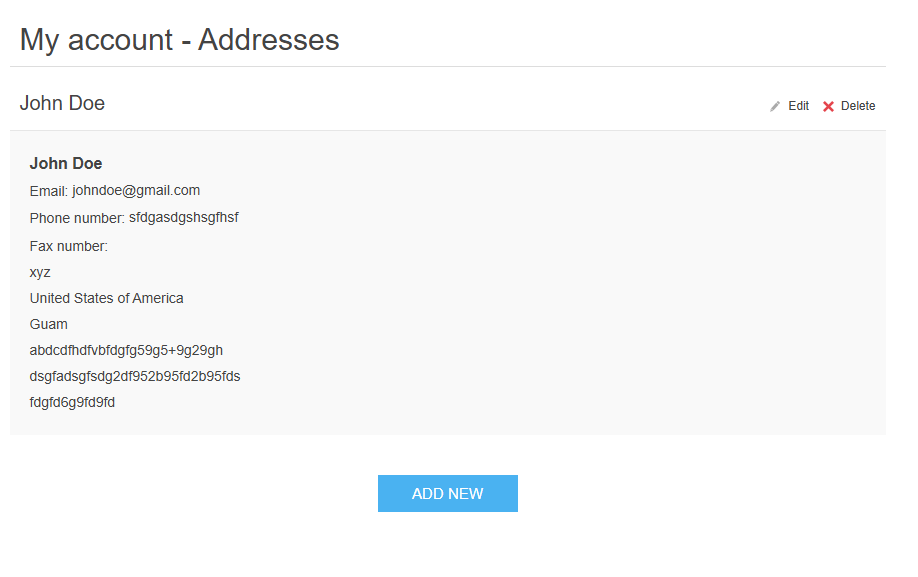 My account - Addresses
John Doe
Edit
Delete
John Doe
Email: johndoe@gmail.com
Phone number: sfdgasdgshsgfhsf
Fax number:
xyz
United States of America
Guam
abdcdfhdfvbfdgfg59g5+9g29gh
dsgfadsgfsdg2df952b95fd2b95fds
fdgfd6g9fd9fd
ADD NEW